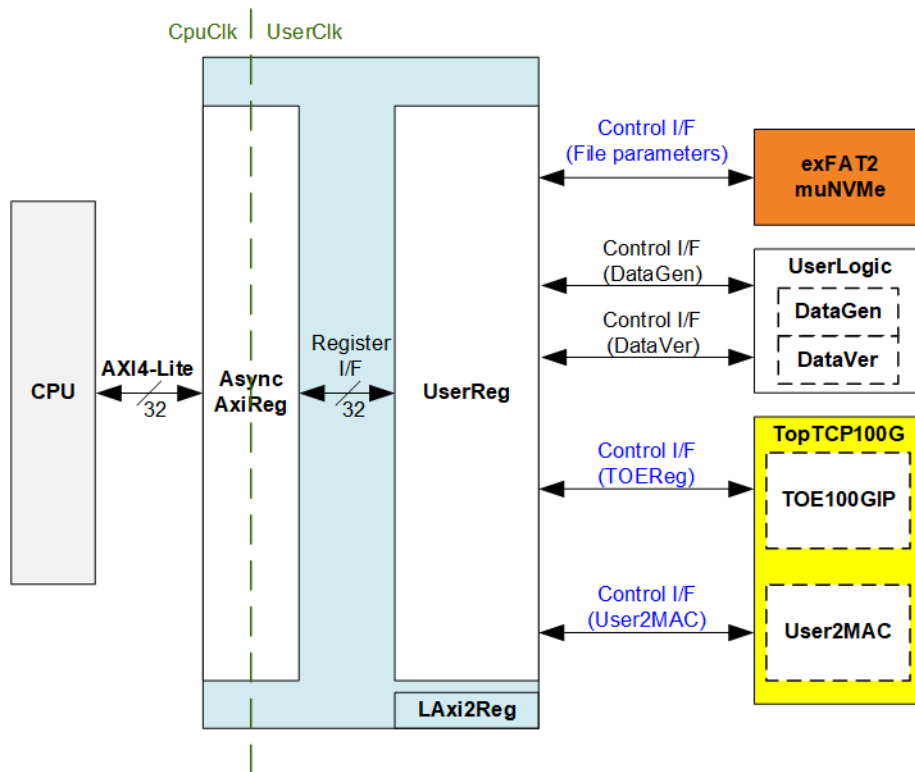 CpuClk
UserClk
CPU
AXI4-Lite
32
Async
AxiReg
Register
I/F
32
UserReg
LAxi2Reg
Control I/F
(File parameters)
exFAT2
muNVMe
Control I/F
(DataGen)
Control I/F
(DataVer)
UserLogic
DataGen
DataVer
Control I/F
(TOEReg)
TopTCP100G
TOE100GIP
Control I/F
(User2MAC)
User2MAC